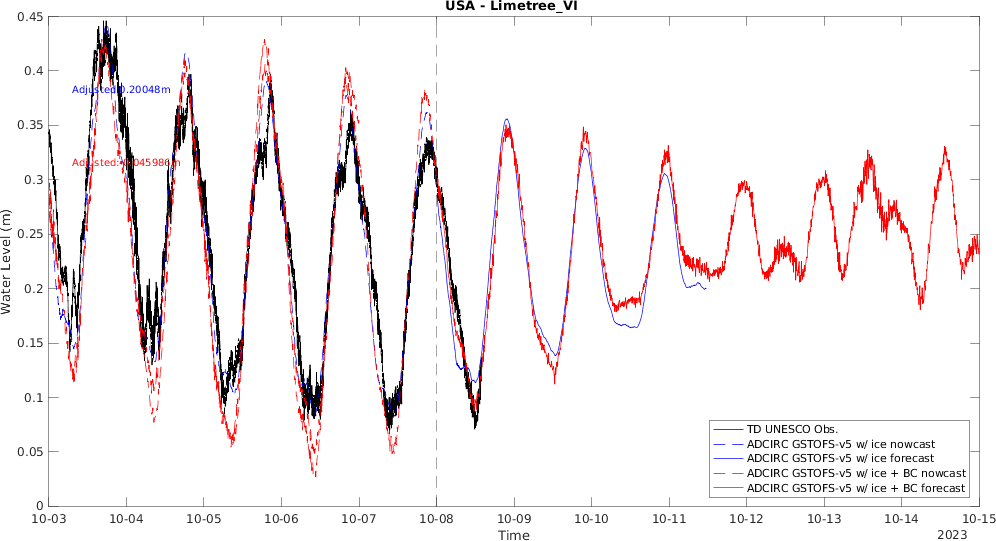 USA - Limetree_VI
0.45
0.4
0.35
0.3
0.25
0.2
0.15
0.1
0.05
0
Water Level (m)
Adjusted:0.20048m
Adjusted:-0.045986m
TD UNESCO Obs.
ADCIRC GSTOFS-v5 w/ ice nowcast
ADCIRC GSTOFS-v5 w/ ice forecast
ADCIRC GSTOFS-v5 w/ ice + BC nowcast
ADCIRC GSTOFS-v5 w/ ice + BC forecast
10-03 10-04 10-05 10-06 10-07 10-08 10-09 10-10 10-11 10-12 10-13 10-14 10-15
Time
2023